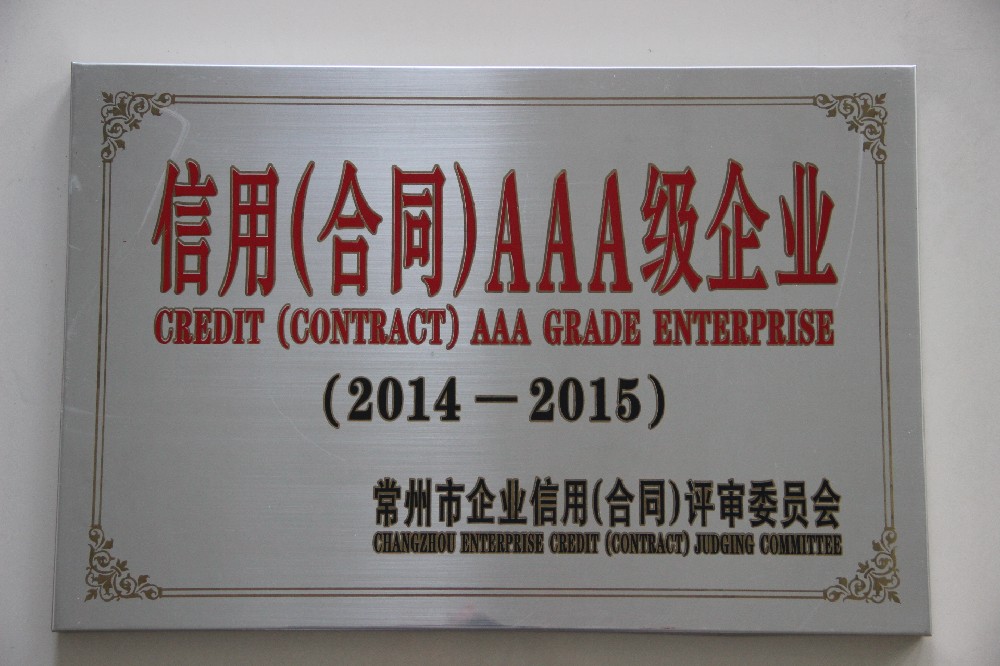 信用(合同)AAA级企业
CREDIT (CONTRACT) AAA GRADE ENTERPRISE
(2014－2015)
常州市企业信用(合同)评审委员会
CHANGZHOU ENTERPRISE CREDIT (CONTRACT) JUDGING COMMITTEE